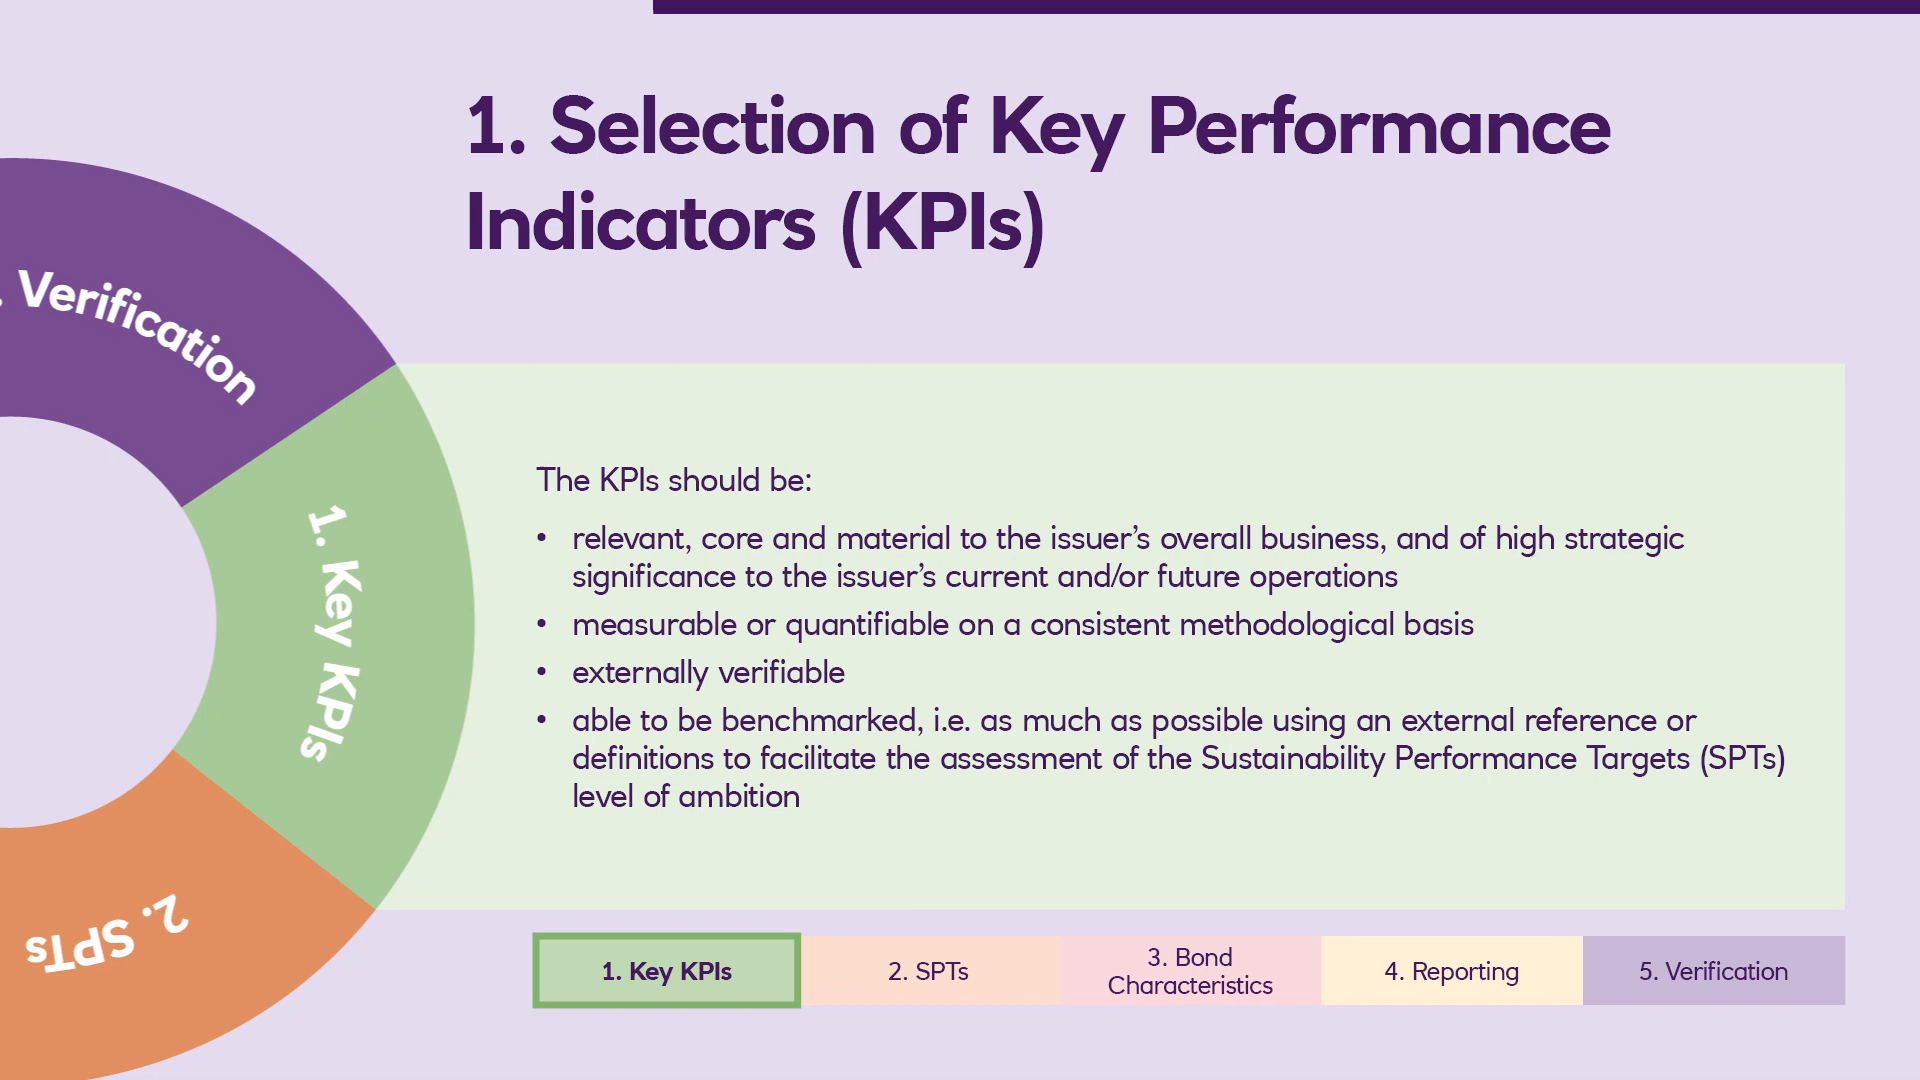 1. Selection of Key Performance
Indicators (KPIs)
. Verification
1. Key KPIs
2. SPTs
The KPIs should be:
• relevant, core and material to the issuer’s overall business, and of high strategic
significance to the issuer’s current and/or future operations
• measurable or quantifiable on a consistent methodological basis
• externally verifiable
• able to be benchmarked, i.e. as much as possible using an external reference or
definitions to facilitate the assessment of the Sustainability Performance Targets (SPTs)
level of ambition
1. Key KPIs
2. SPTs
3. Bond
Characteristics
4. Reporting
5. Verification